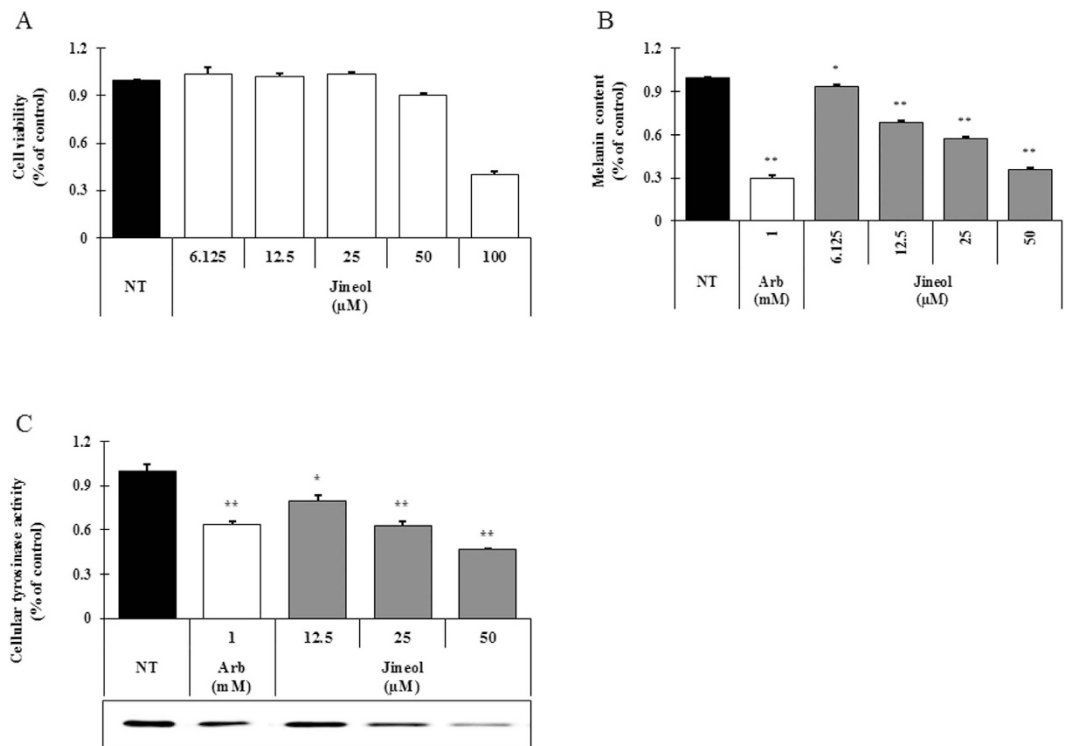 A
Cell viability
(% of control)
1.2
0.9
0.6
0.3
0
6.125 12.5 25 50 100
NT Jineol
(µM)
B
Melanin content
(% of control)
1.2
0.9
0.6
0.3
0
* ** ** ** **
1 6.125 12.5 25 50
NT Arb Jineol
(mM) (µM)
C
Cellular tyrosinase activity
(% of control)
1.2
0.9
0.6
0.3
0
** * ** **
1 12.5 25 50
NT Arb Jineol
(mM) (µM)